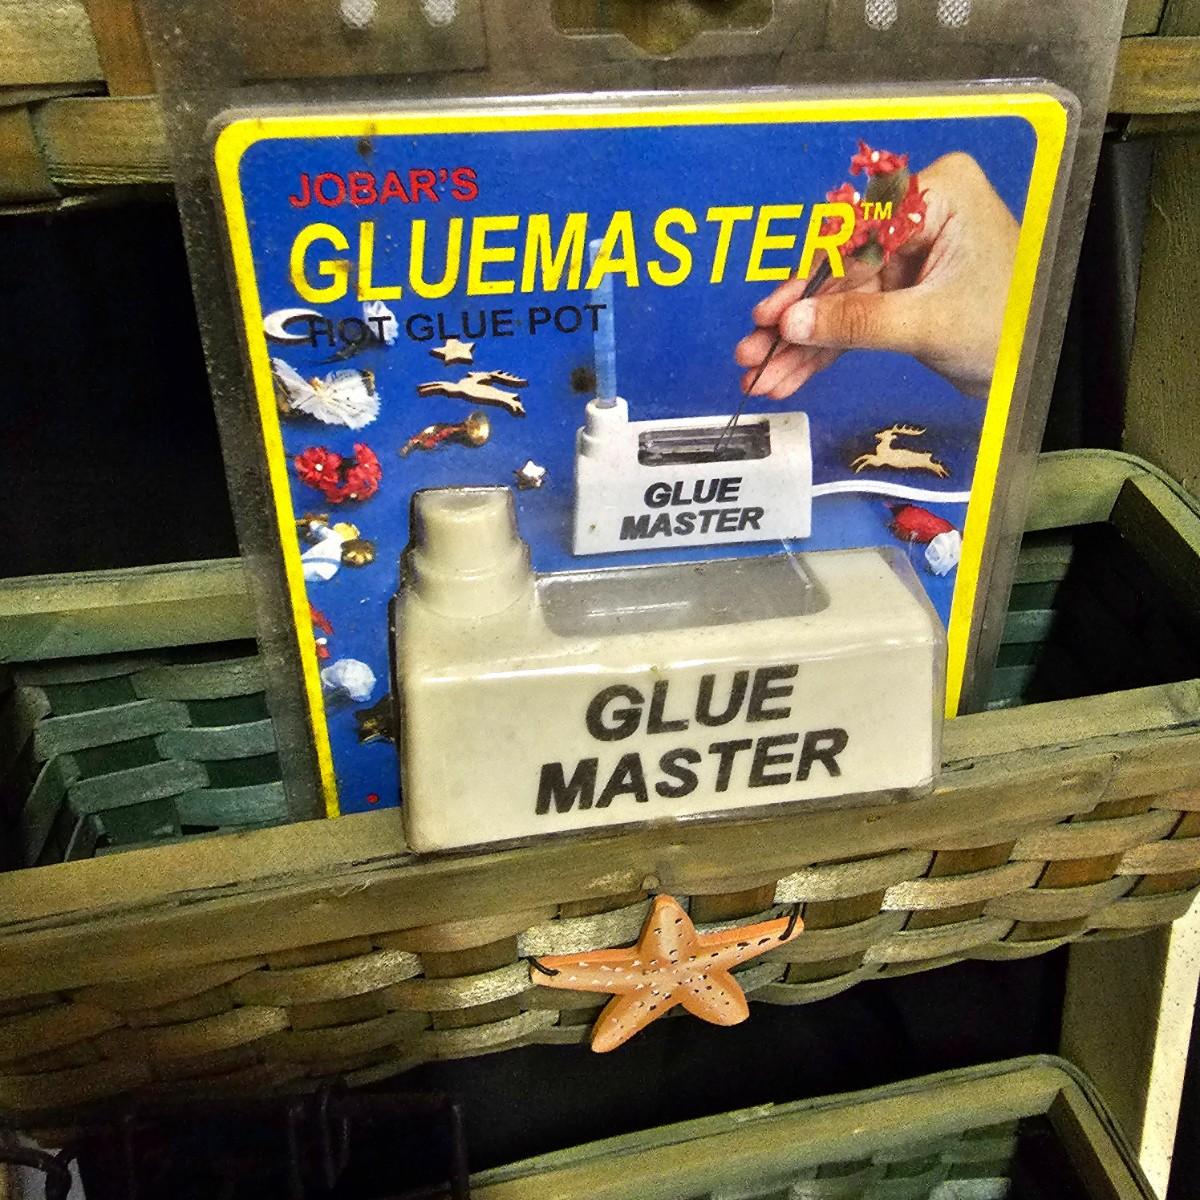 JOBAR'S
GLUEMASTER™
HOT GLUE POT
GLUE
MASTER
GLUE
MASTER